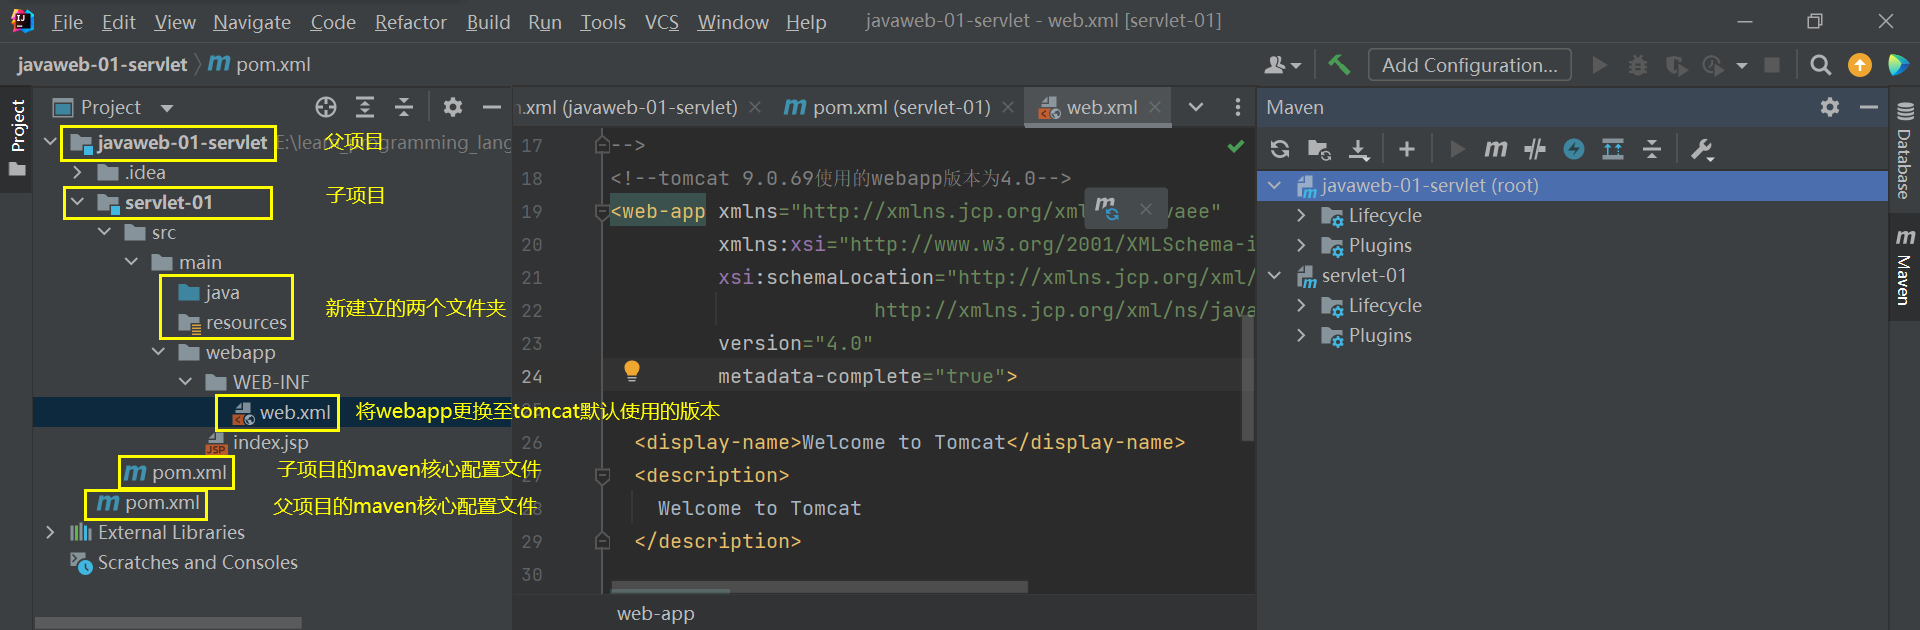 File Edit View Navigate Code Refactor Build Run Tools VCS Window Help javaweb-01-servlet - web.xml [servlet-01]
javaweb-01-servlet pom.xml Add Configuration...
Project
Project
.xml (javaweb-01-servlet) pom.xml (servlet-01) web.xml
Maven
javaweb-01-servlet 父项目
.idea
servlet-01 子项目
src
main
java
resources
新建立的两个文件夹
webapp
WEB-INF
web.xml 将webapp更换至tomcat默认使用的版本
index.jsp
pom.xml 子项目的maven核心配置文件
pom.xml 父项目的maven核心配置文件
External Libraries
Scratches and Consoles
17 -->
18 <!--tomcat 9.0.69使用的webapp版本为4.0-->
19 <web-app xmlns="http://xmlns.jcp.org/xm vaee"
20 xmlns:xsi="http://www.w3.org/2001/XMLSchema-i
21 xsi:schemaLocation="http://xmlns.jcp.org/xml/
22 http://xmlns.jcp.org/xml/ns/java
23 version="4.0"
24 metadata-complete="true">
26 <display-name>Welcome to Tomcat</display-name>
<description>
Welcome to Tomcat
29 </description>
30
web-app
javaweb-01-servlet (root)
Lifecycle
Plugins
servlet-01
Lifecycle
Plugins
Database
Maven